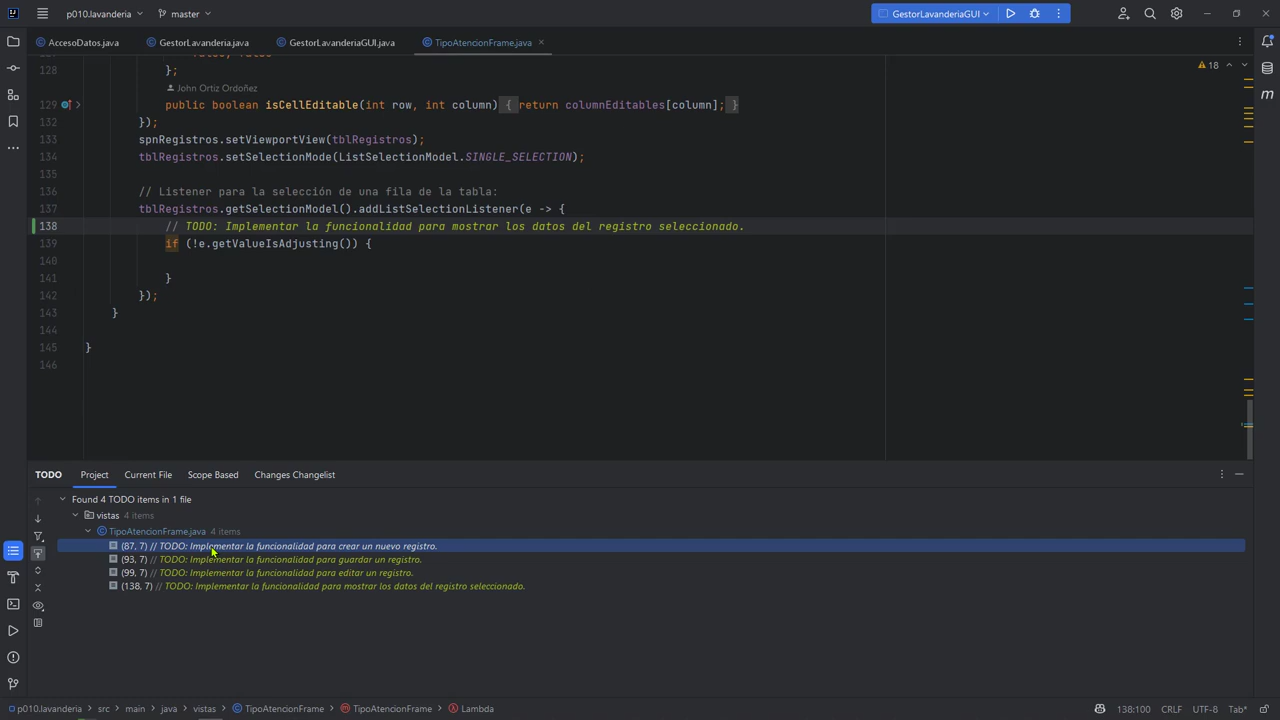 p010.lavanderia
master
GestorLavanderiaGUI
AccesoDatos.java
GestorLavanderia.java
GestorLavanderiaGUI.java
TipoAtencionFrame.java
18
128 };
John Ortiz Ordoñez
129 public boolean isCellEditable(int row, int column) { return columnEditables[column]; }
132 });
133 spnRegistros.setViewportView(tblRegistros);
134 tblRegistros.setSelectionMode(ListSelectionModel.SINGLE_SELECTION);
135
136 // Listener para la selección de una fila de la tabla:
137 tblRegistros.getSelectionModel().addListSelectionListener(e -> {
138 // TODO: Implementar la funcionalidad para mostrar los datos del registro seleccionado.
139 if (!e.getValueIsAdjusting()) {
140
141 }
142 });
143 }
144
145 }
146
TODO Project Current File Scope Based Changes Changelist
Found 4 TODO items in 1 file
vistas 4 items
TipoAtencionFrame.java 4 items
(87, 7) // TODO: Implementar la funcionalidad para crear un nuevo registro.
(93, 7) // TODO: Implementar la funcionalidad para guardar un registro.
(99, 7) // TODO: Implementar la funcionalidad para editar un registro.
(138, 7) // TODO: Implementar la funcionalidad para mostrar los datos del registro seleccionado.
p010.lavanderia > src > main > java > vistas > TipoAtencionFrame > TipoAtencionFrame > Lambda
138:100 CRLF UTF-8 Tab*